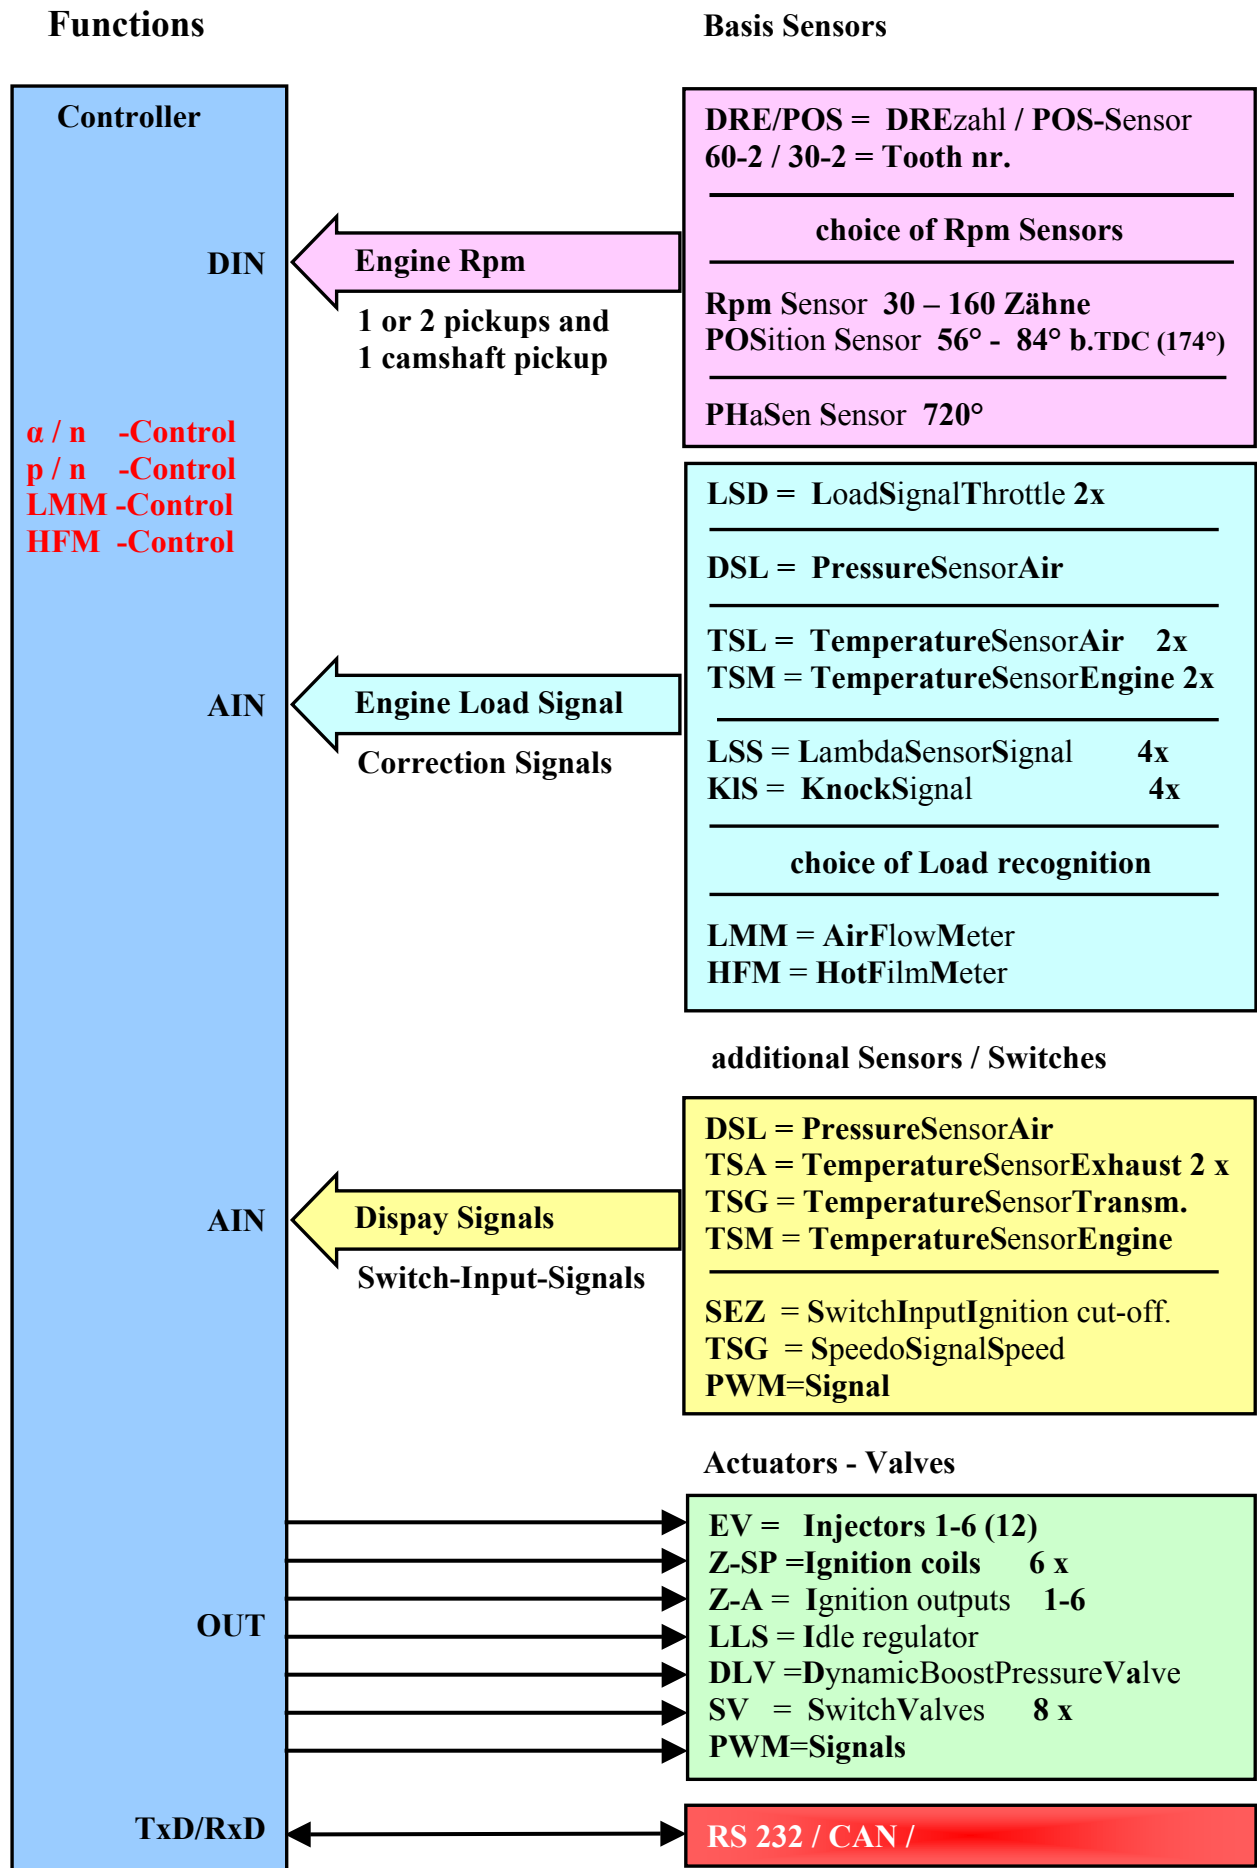 Functions
Basis Sensors
Controller
DRE/POS = DREzahl / POS-Sensor
60-2 / 30-2 = Tooth nr.
choice of Rpm Sensors
DIN
Engine Rpm
1 or 2 pickups and
1 camshaft pickup
Rpm Sensor 30 – 160 Zähne
POSition Sensor 56° - 84° b.TDC (174°)
PHaSen Sensor 720°
α / n -Control
p / n -Control
LMM -Control
HFM -Control
LSD = LoadSignalThrottle 2x
DSL = PressureSensorAir
TSL = TemperatureSensorAir 2x
TSM = TemperatureSensorEngine 2x
AIN
Engine Load Signal
Correction Signals
LSS = LambdaSensorSignal 4x
KlS = KnockSignal 4x
choice of Load recognition
LMM = AirFlowMeter
HFM = HotFilmMeter
additional Sensors / Switches
DSL = PressureSensorAir
TSA = TemperatureSensorExhaust 2 x
TSG = TemperatureSensorTransm.
TSM = TemperatureSensorEngine
AIN
Dispay Signals
Switch-Input-Signals
SEZ = SwitchInputIgnition cut-off.
TSG = SpeedoSignalSpeed
PWM=Signal
Actuators - Valves
OUT
EV = Injectors 1-6 (12)
Z-SP =Ignition coils 6 x
Z-A = Ignition outputs 1-6
LLS = Idle regulator
DLV =DynamicBoostPressureValve
SV = SwitchValves 8 x
PWM=Signals
TxD/RxD
RS 232 / CAN /